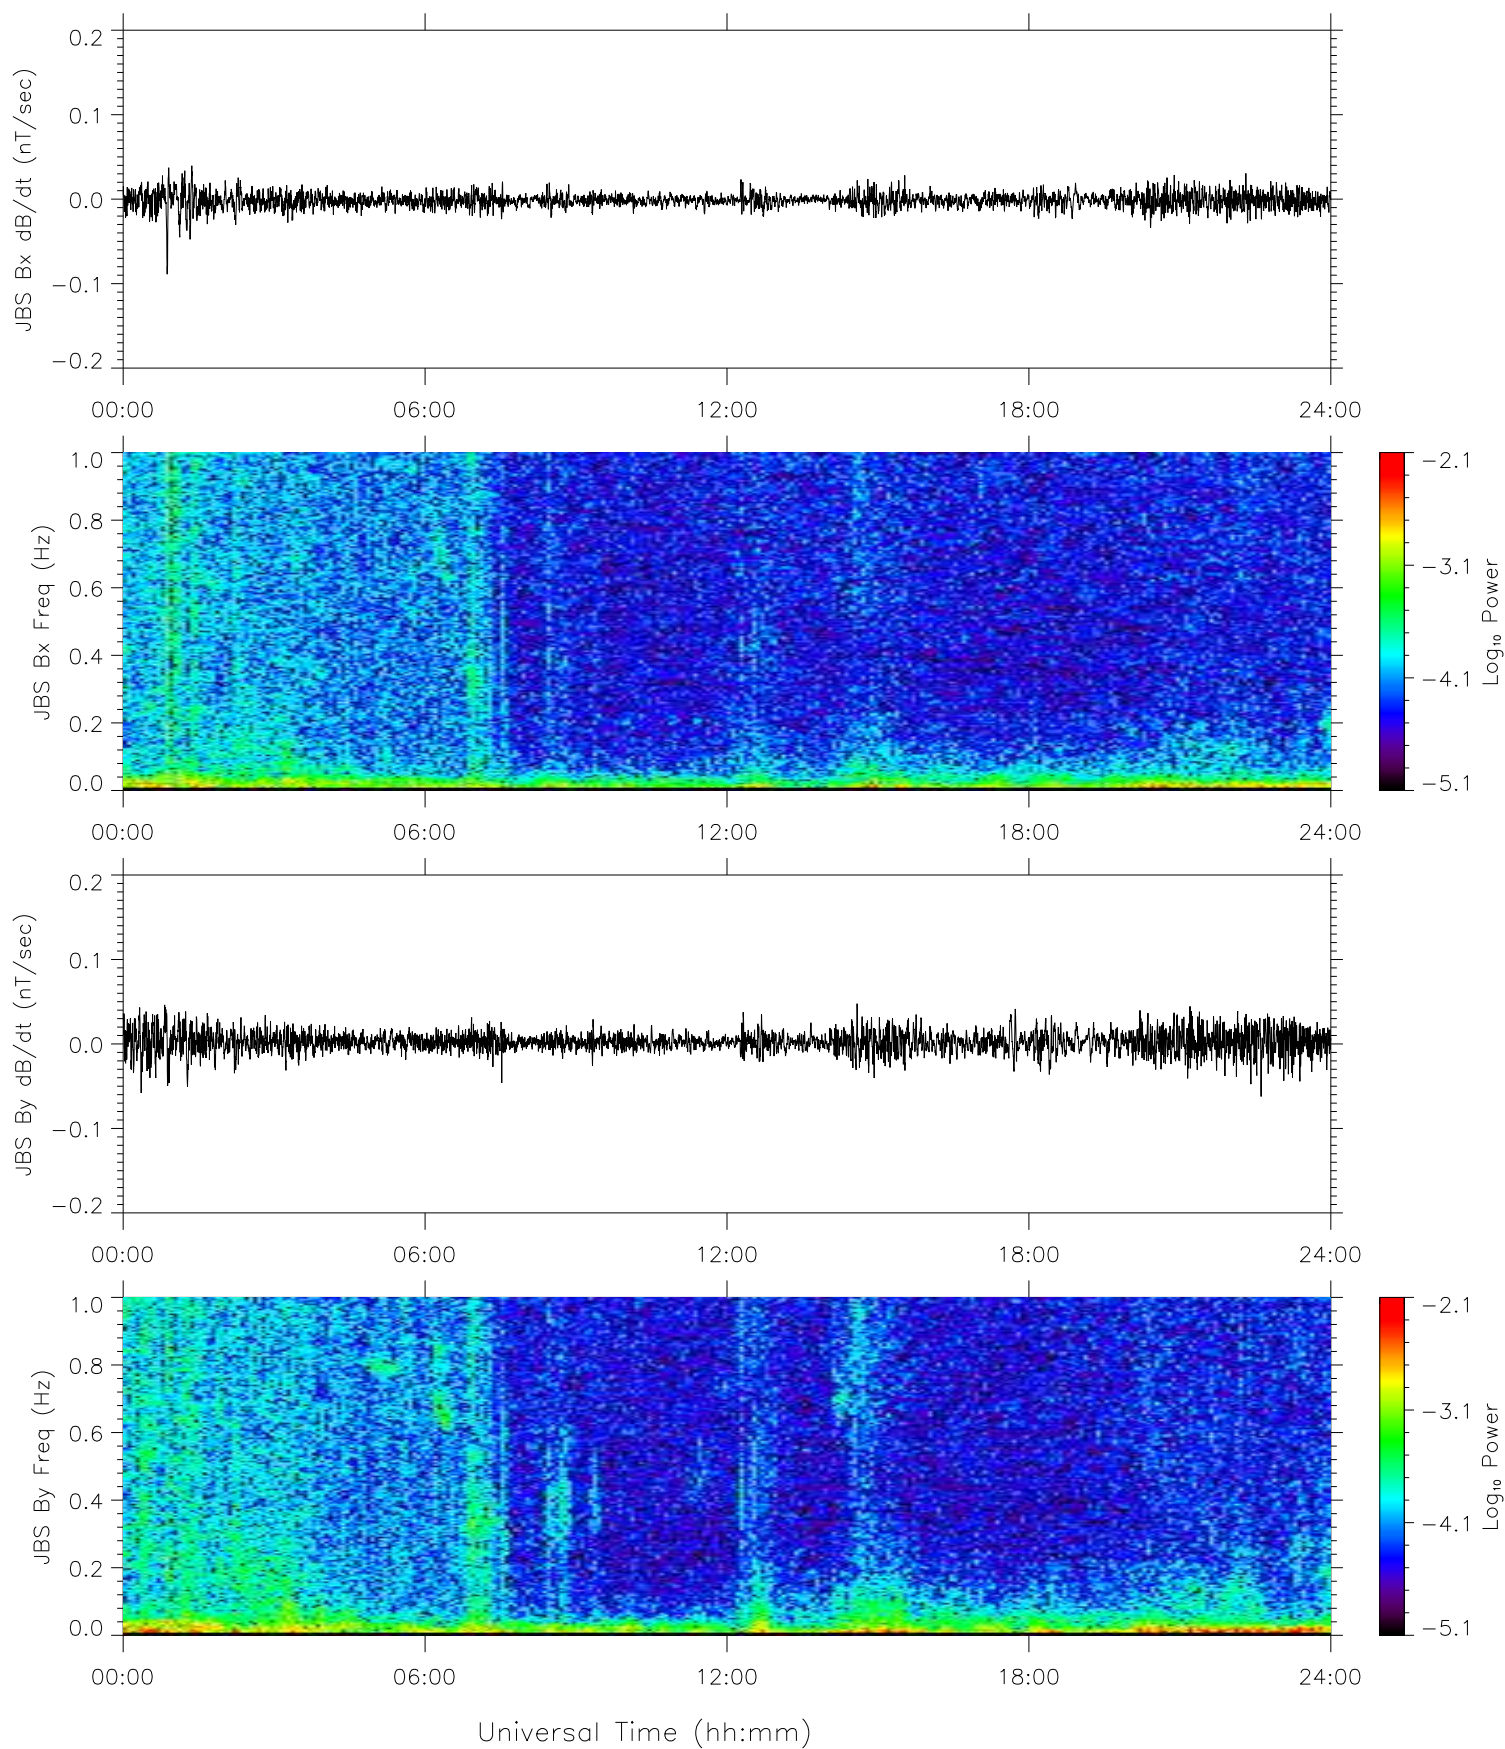 JBS Bx dB/dt (nT/sec)
0.2
0.1
0.0
−0.1
−0.2
00:00 06:00 12:00 18:00 24:00
JBS Bx Freq (Hz)
1.0
0.8
0.6
0.4
0.2
0.0
00:00 06:00 12:00 18:00 24:00
−2.1
−3.1
−4.1
−5.1
Log₁₀ Power
JBS By dB/dt (nT/sec)
0.2
0.1
0.0
−0.1
−0.2
00:00 06:00 12:00 18:00 24:00
JBS By Freq (Hz)
1.0
0.8
0.6
0.4
0.2
0.0
00:00 06:00 12:00 18:00 24:00
−2.1
−3.1
−4.1
−5.1
Log₁₀ Power
Universal Time (hh:mm)